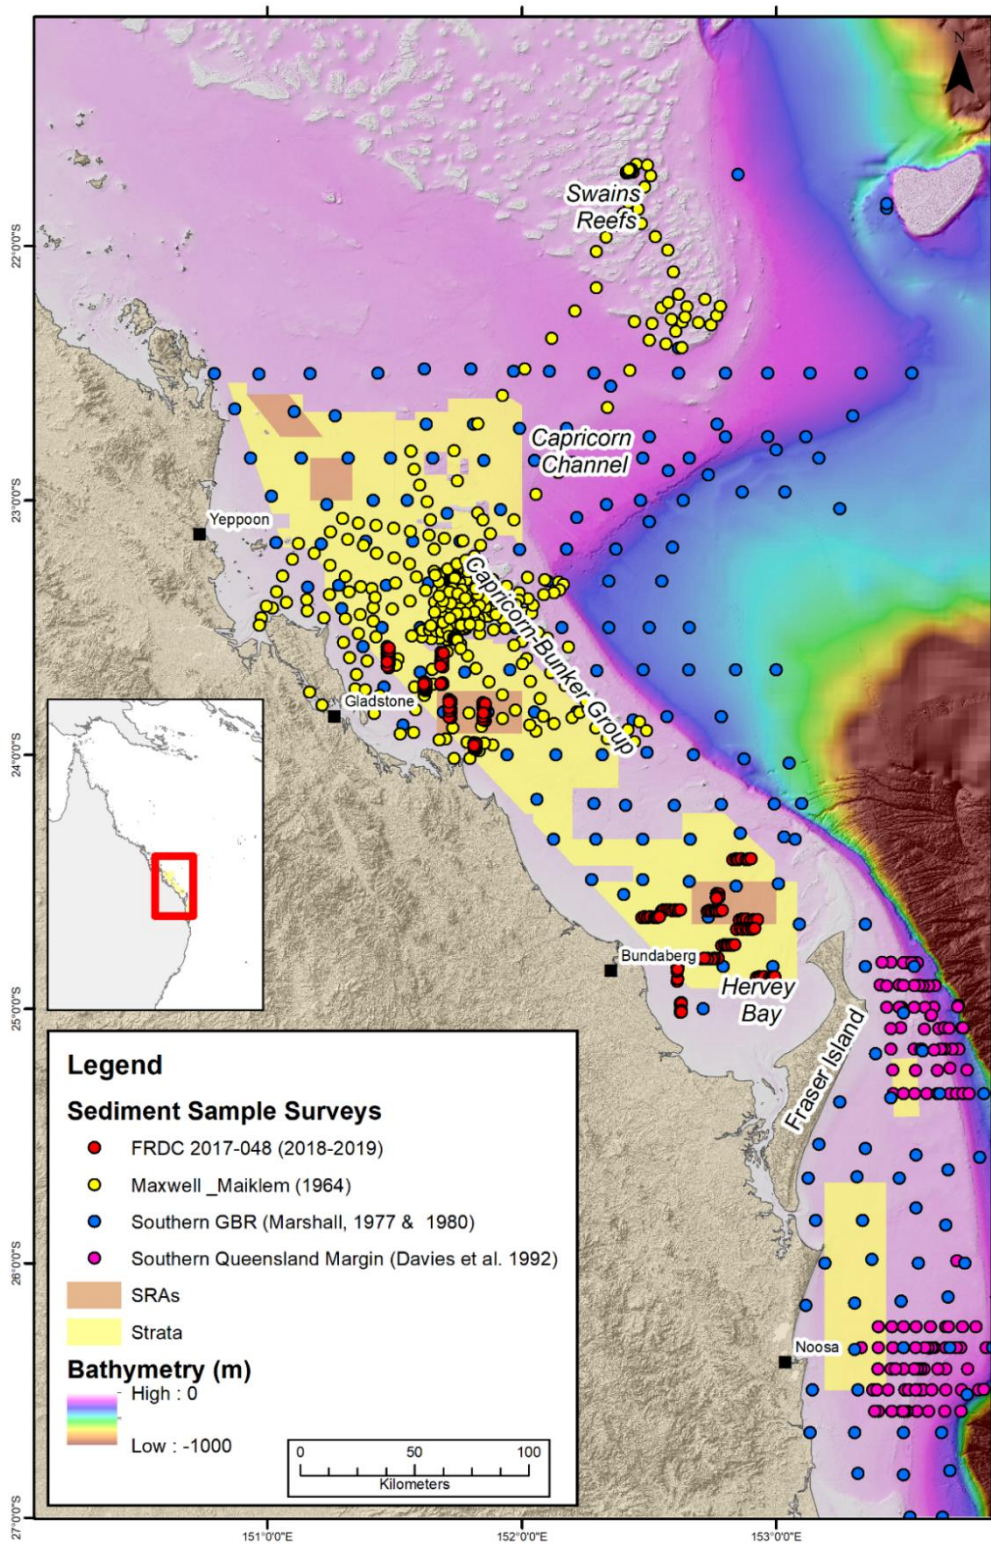 N
Swains
Reefs
22°0'0"S
Capricorn
Channel
23°0'0"S
Yeppoon
Capricorn-Bunker Group
Gladstone
24°0'0"S
Bundaberg
Hervey
Bay
25°0'0"S
Fraser Island
Legend
Sediment Sample Surveys
FRDC 2017-048 (2018-2019)
Maxwell _Maiklem (1964)
Southern GBR (Marshall, 1977 & 1980)
Southern Queensland Margin (Davies et al. 1992)
SRAs
Strata
Bathymetry (m)
High : 0
Low : -1000
0 50 100
Kilometers
26°0'0"S
Noosa
27°0'0"S
151°0'0"E 152°0'0"E 153°0'0"E